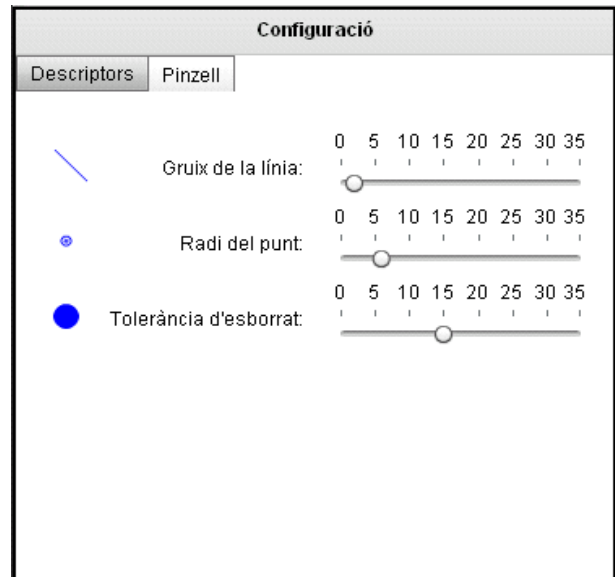 Configuració
Descriptors Pinzell
0 5 10 15 20 25 30 35
Gruix de la línia:
0 5 10 15 20 25 30 35
Radi del punt:
0 5 10 15 20 25 30 35
Tolerància d'esborrat: